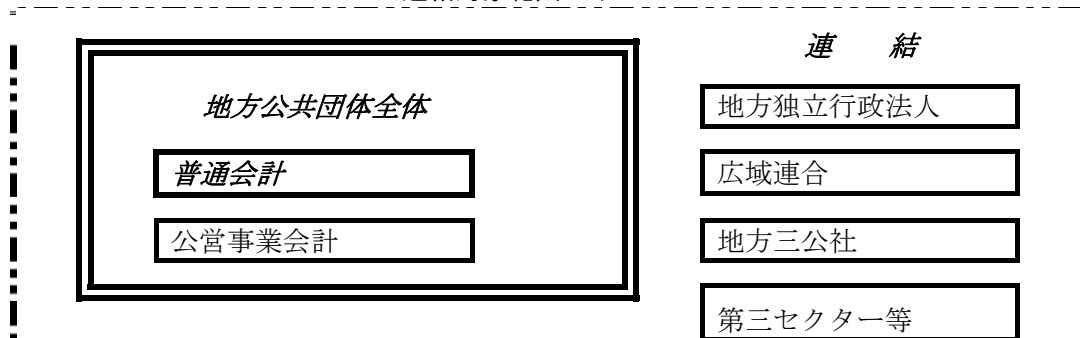 連　結
地方公共団体全体
地方独立行政法人
普通会計
広域連合
公営事業会計
地方三公社
第三セクター等